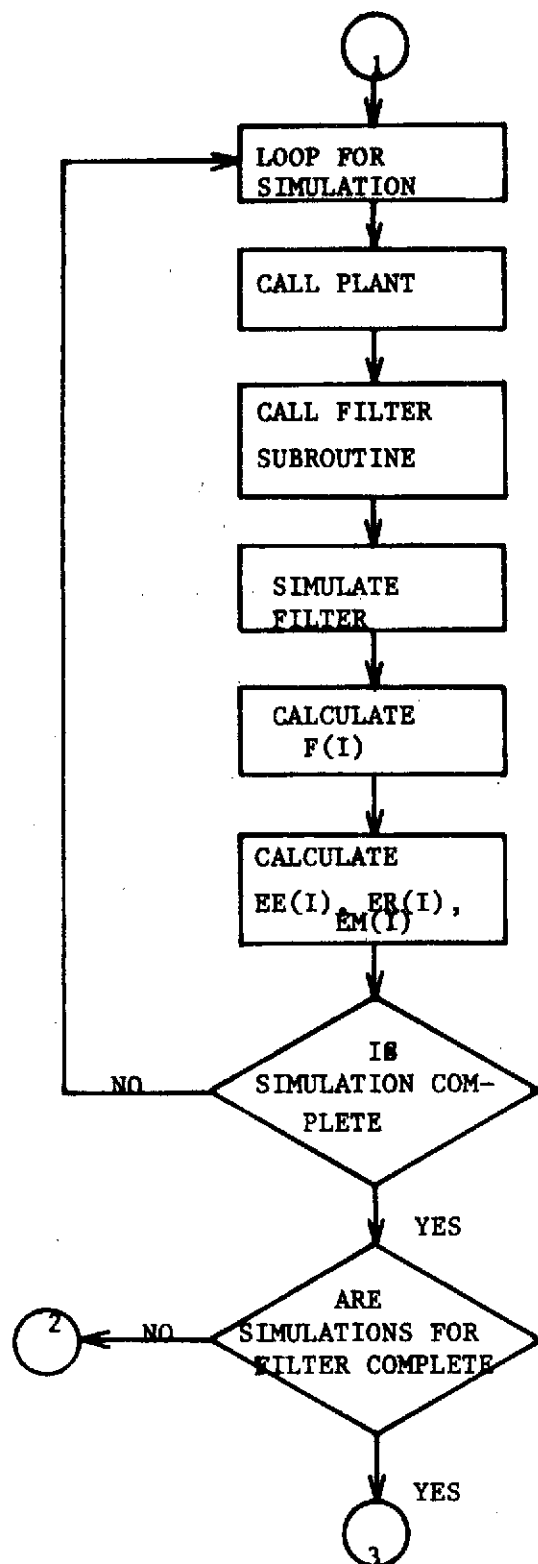 1
LOOP FOR
SIMULATION
CALL PLANT
CALL FILTER
SUBROUTINE
SIMULATE
FILTER
CALCULATE
F(I)
CALCULATE
EE(I), ER(I),
EM(I)
IS
SIMULATION COM-
PLETE
NO
YES
ARE
SIMULATIONS FOR
FILTER COMPLETE
NO
2
YES
3